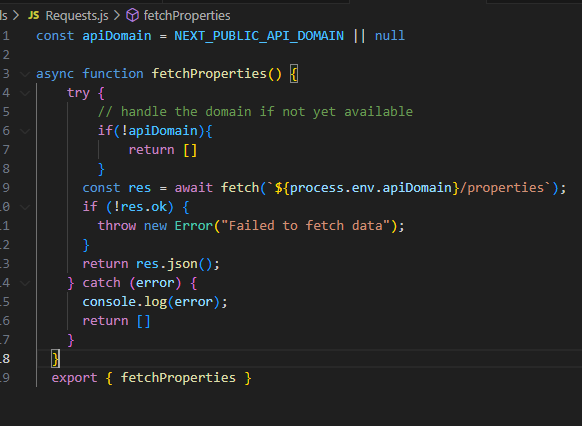 ls > JS Requests.js > fetchProperties
1 const apiDomain = NEXT_PUBLIC_API_DOMAIN || null
2
3 async function fetchProperties() {
4 try {
5 // handle the domain if not yet available
6 if(!apiDomain){
7 return []
8 }
9 const res = await fetch(`${process.env.apiDomain}/properties`);
10 if (!res.ok) {
11 throw new Error("Failed to fetch data");
12 }
13 return res.json();
14 } catch (error) {
15 console.log(error);
16 return []
17 }
18 }
19 export { fetchProperties }